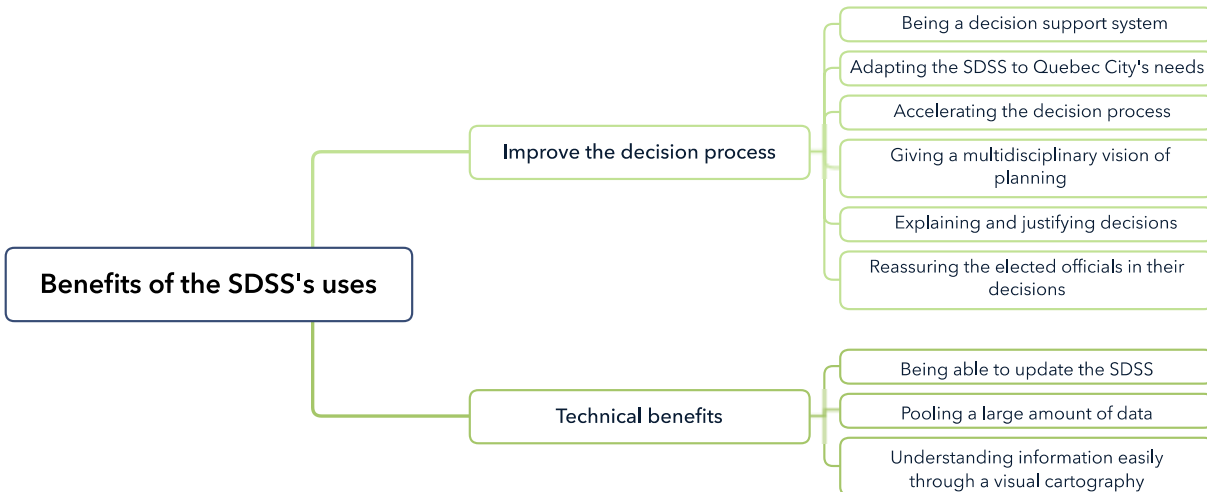 Benefits of the SDSS's uses
Improve the decision process
Being a decision support system
Adapting the SDSS to Quebec City's needs
Accelerating the decision process
Giving a multidisciplinary vision of
planning
Explaining and justifying decisions
Reassuring the elected officials in their
decisions
Technical benefits
Being able to update the SDSS
Pooling a large amount of data
Understanding information easily
through a visual cartography